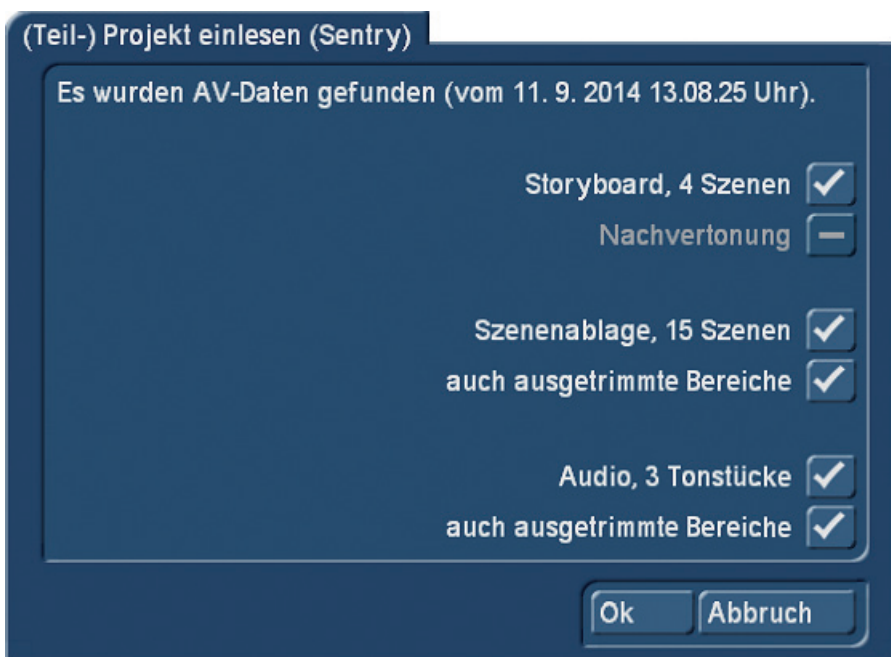 (Teil-) Projekt einlesen (Sentry)
Es wurden AV-Daten gefunden (vom 11. 9. 2014 13.08.25 Uhr).
Storyboard, 4 Szenen
Nachvertonung
Szenenablage, 15 Szenen
auch ausgetrimmte Bereiche
Audio, 3 Tonstücke
auch ausgetrimmte Bereiche
Ok Abbruch